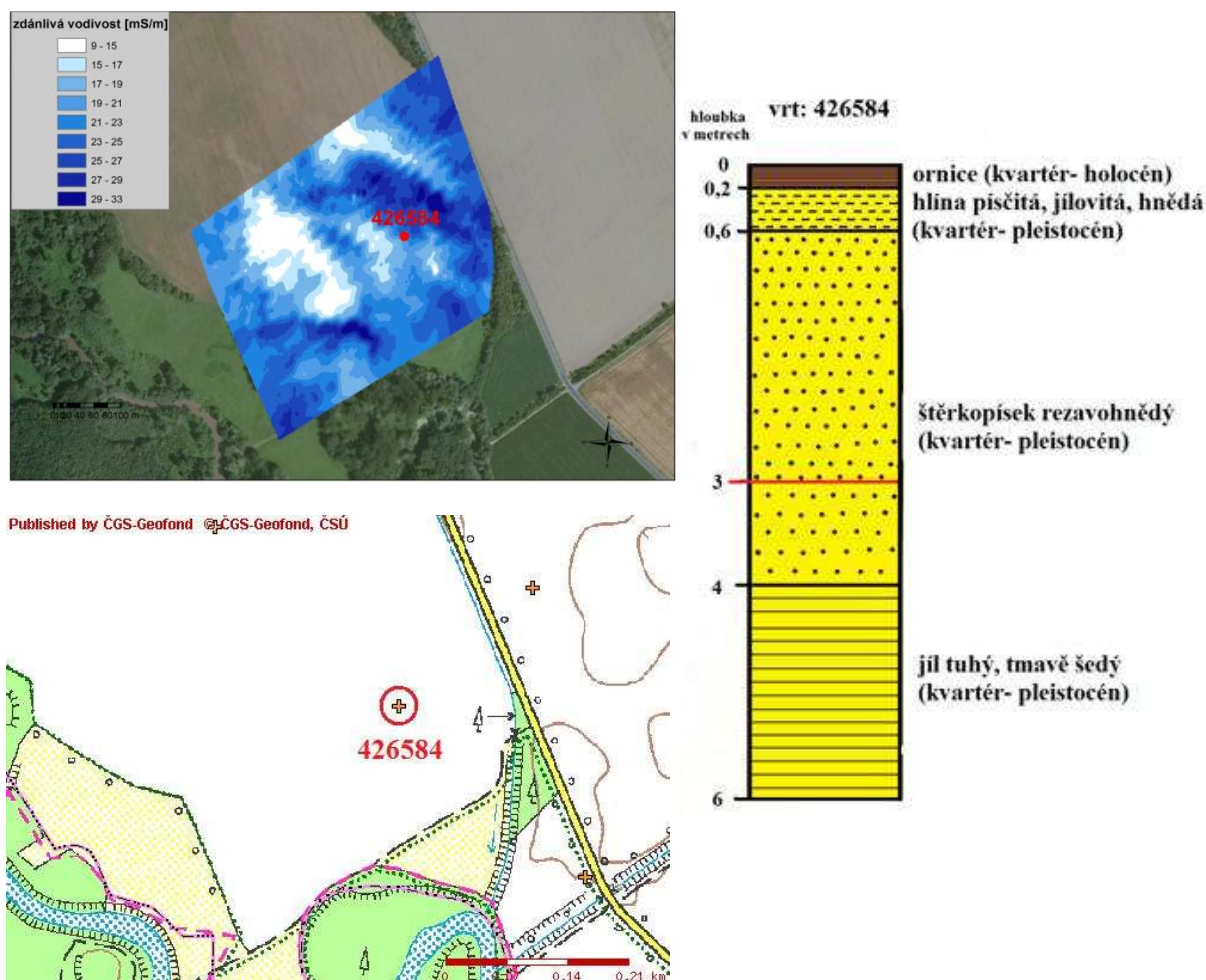 zdánlivá vodivost [mS/m]
9 - 15
15 - 17
17 - 19
19 - 21
21 - 23
23 - 25
25 - 27
27 - 29
29 - 33
426584
Published by ČGS-Geofond © ČGS-Geofond, ČSÚ
426584
0
0.14
0.21 km
vrt: 426584
hloubka
v metrech
0
0,2
0,6
3
4
6
ornice (kvartér- holocén)
hlína písčitá, jílovitá, hnědá
(kvartér- pleistocén)
štěrkopísek rezavohnědý
(kvartér- pleistocén)
jíl tuhý, tmavě šedý
(kvartér- pleistocén)